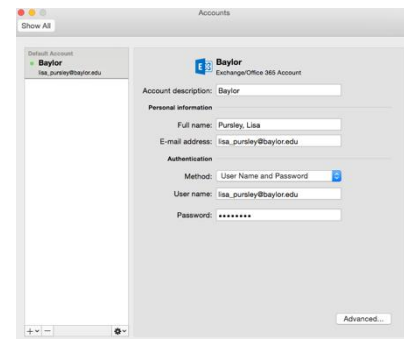 Accounts
Show All
Default Account
Baylor
lisa_pursley@baylor.edu
Baylor
Exchange/Office 365 Account
Account description: Baylor
Personal information
Full name: Pursley, Lisa
E-mail address: lisa_pursley@baylor.edu
Authentication
Method: User Name and Password
User name: lisa_pursley@baylor.edu
Password: ••••••••
Advanced...